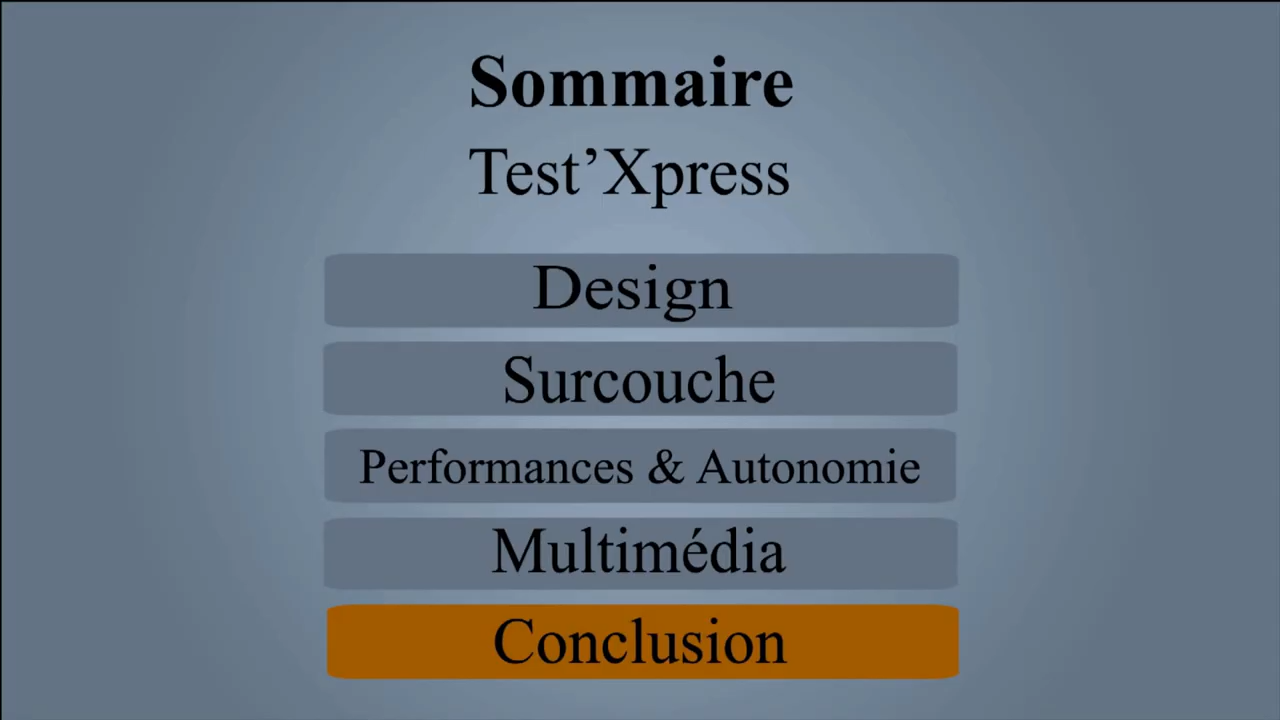 Sommaire
Test’Xpress
Design
Surcouche
Performances & Autonomie
Multimédia
Conclusion